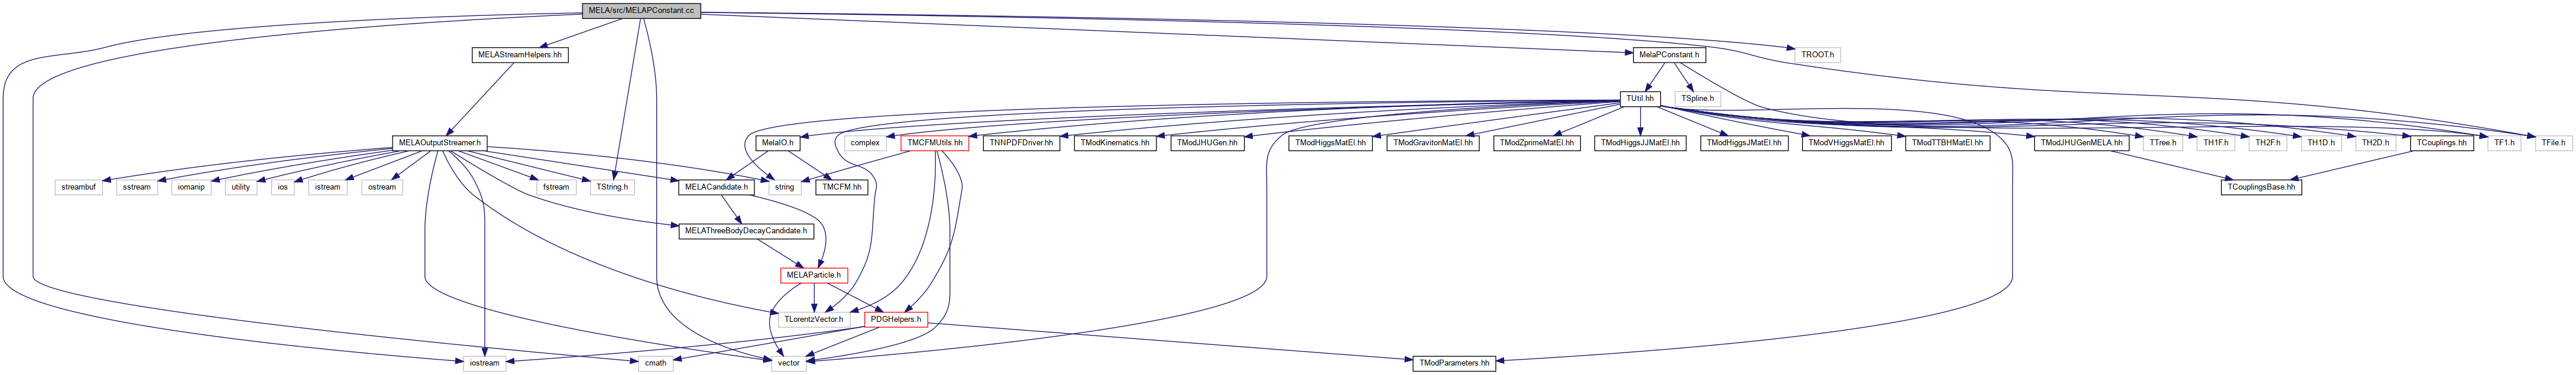 MELA/src/MELAPConstant.cc
MELAStreamHelpers.hh
MelaPConstant.h
TROOT.h
TUtil.hh
TSpline.h
MELAOutputStreamer.h
MelaIO.h
complex
TMCFMUtils.hh
TNNPDFDriver.hh
TModKinematics.hh
TModJHUGen.hh
TModHiggsMatEl.hh
TModGravitonMatEl.hh
TModZprimeMatEl.hh
TModHiggsJJMatEl.hh
TModHiggsJMatEl.hh
TModVHiggsMatEl.hh
TModTTBHMatEl.hh
TModJHUGenMELA.hh
TTree.h
TH1F.h
TH2F.h
TH1D.h
TH2D.h
TCouplings.hh
TF1.h
TFile.h
streambuf
sstream
iomanip
utility
ios
istream
ostream
fstream
TString.h
MELACandidate.h
string
TMCFM.hh
TCouplingsBase.hh
MELAThreeBodyDecayCandidate.h
MELAParticle.h
TLorentzVector.h
PDGHelpers.h
iostream
cmath
vector
TModParameters.hh